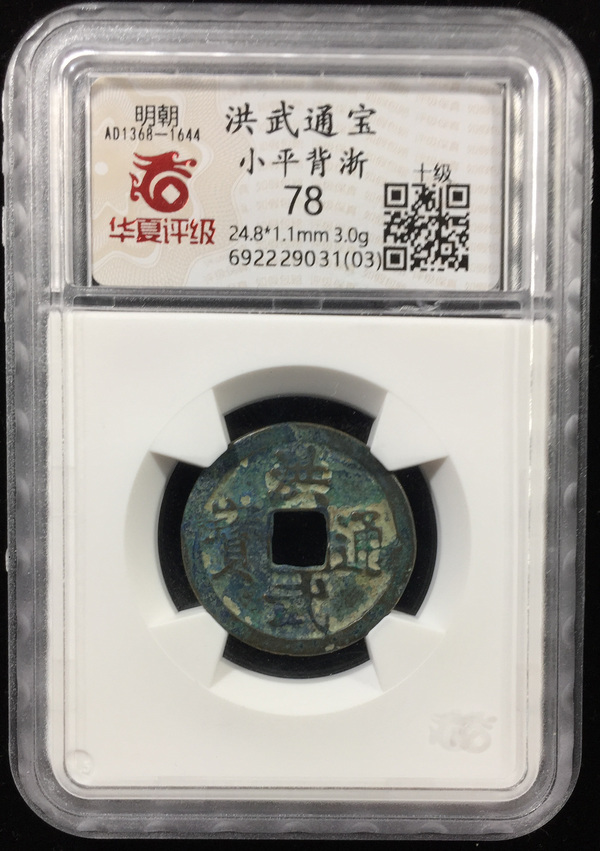 明朝
AD1368-1644
华夏评级
洪武通宝
小平背浙
78
24.8*1.1mm 3.0g
692229031(03)
十级
洪武通寳